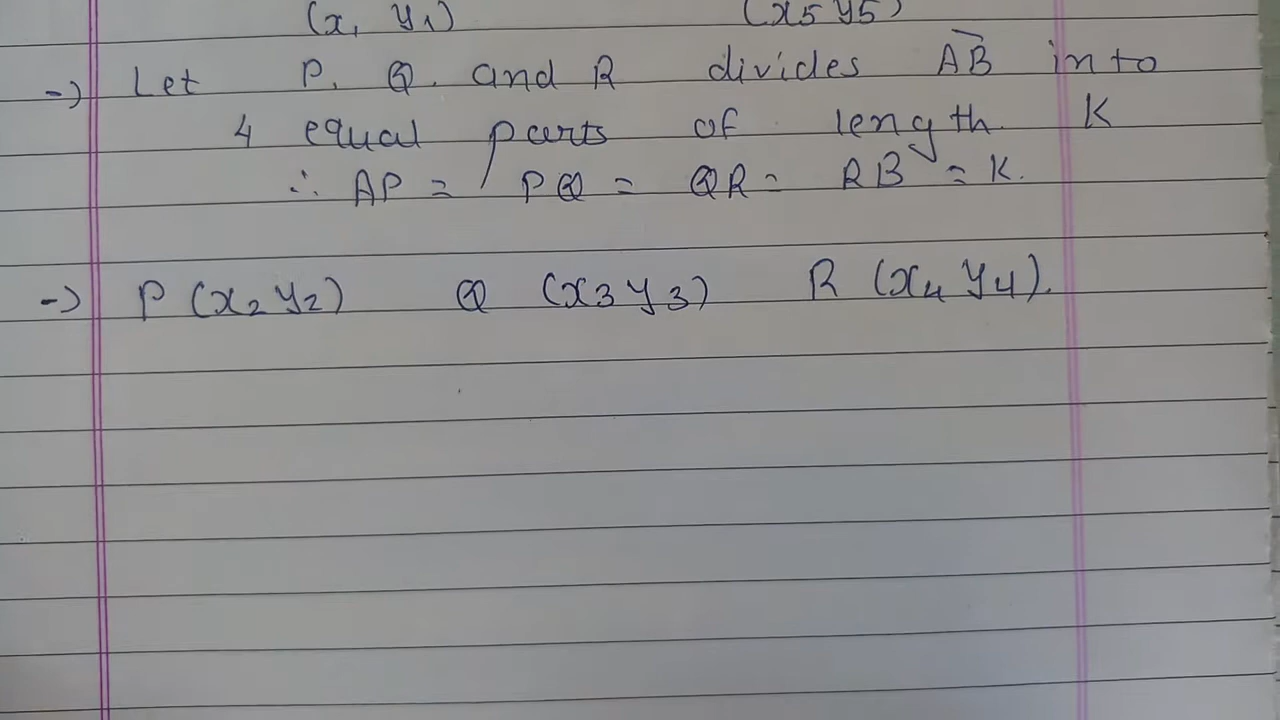 (x, y1) (x5 y5)
-) Let P, Q. and R divides AB into
4 equal parts of length K
∴ AP = PQ = QR = RB = K.
-) P (x2 y2) Q (x3 y3) R (x4 y4).